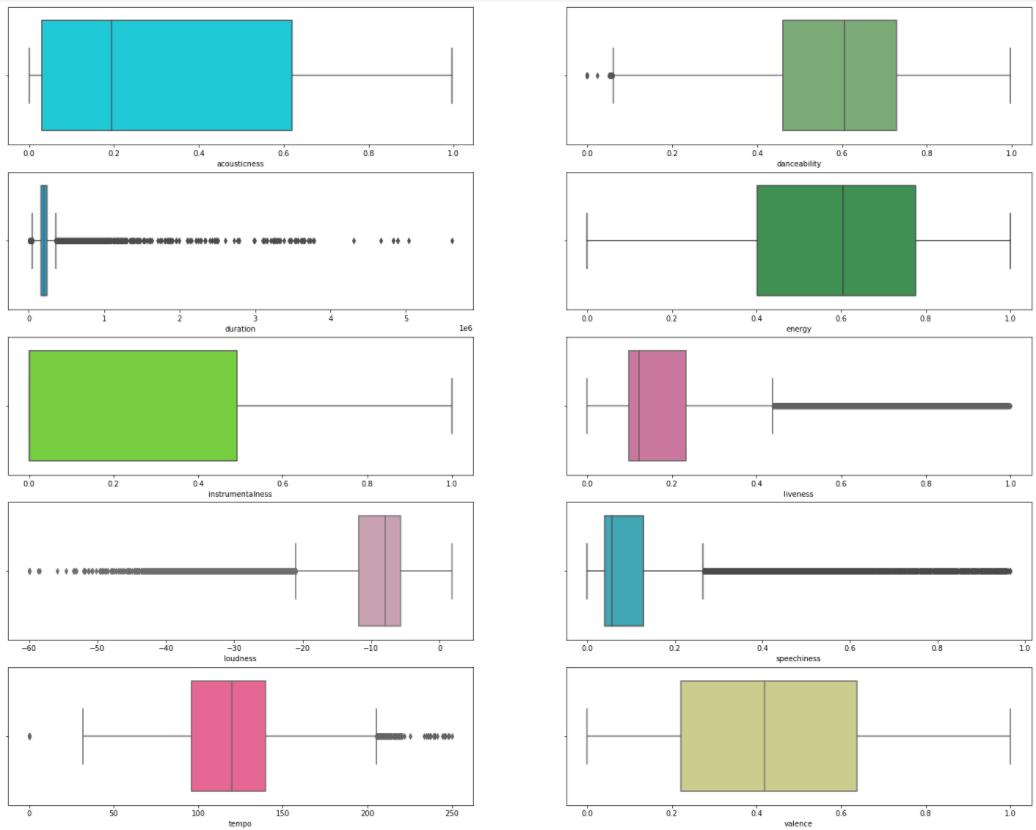 0.0 0.2 0.4 0.6 0.8 1.0
acousticness
0.0 0.2 0.4 0.6 0.8 1.0
danceability
0 1 2 3 4 5
1e6
duration
0.0 0.2 0.4 0.6 0.8 1.0
energy
0.0 0.2 0.4 0.6 0.8 1.0
instrumentalness
0.0 0.2 0.4 0.6 0.8 1.0
liveness
−60 −50 −40 −30 −20 −10 0
loudness
0.0 0.2 0.4 0.6 0.8 1.0
speechiness
0 50 100 150 200 250
tempo
0.0 0.2 0.4 0.6 0.8 1.0
valence